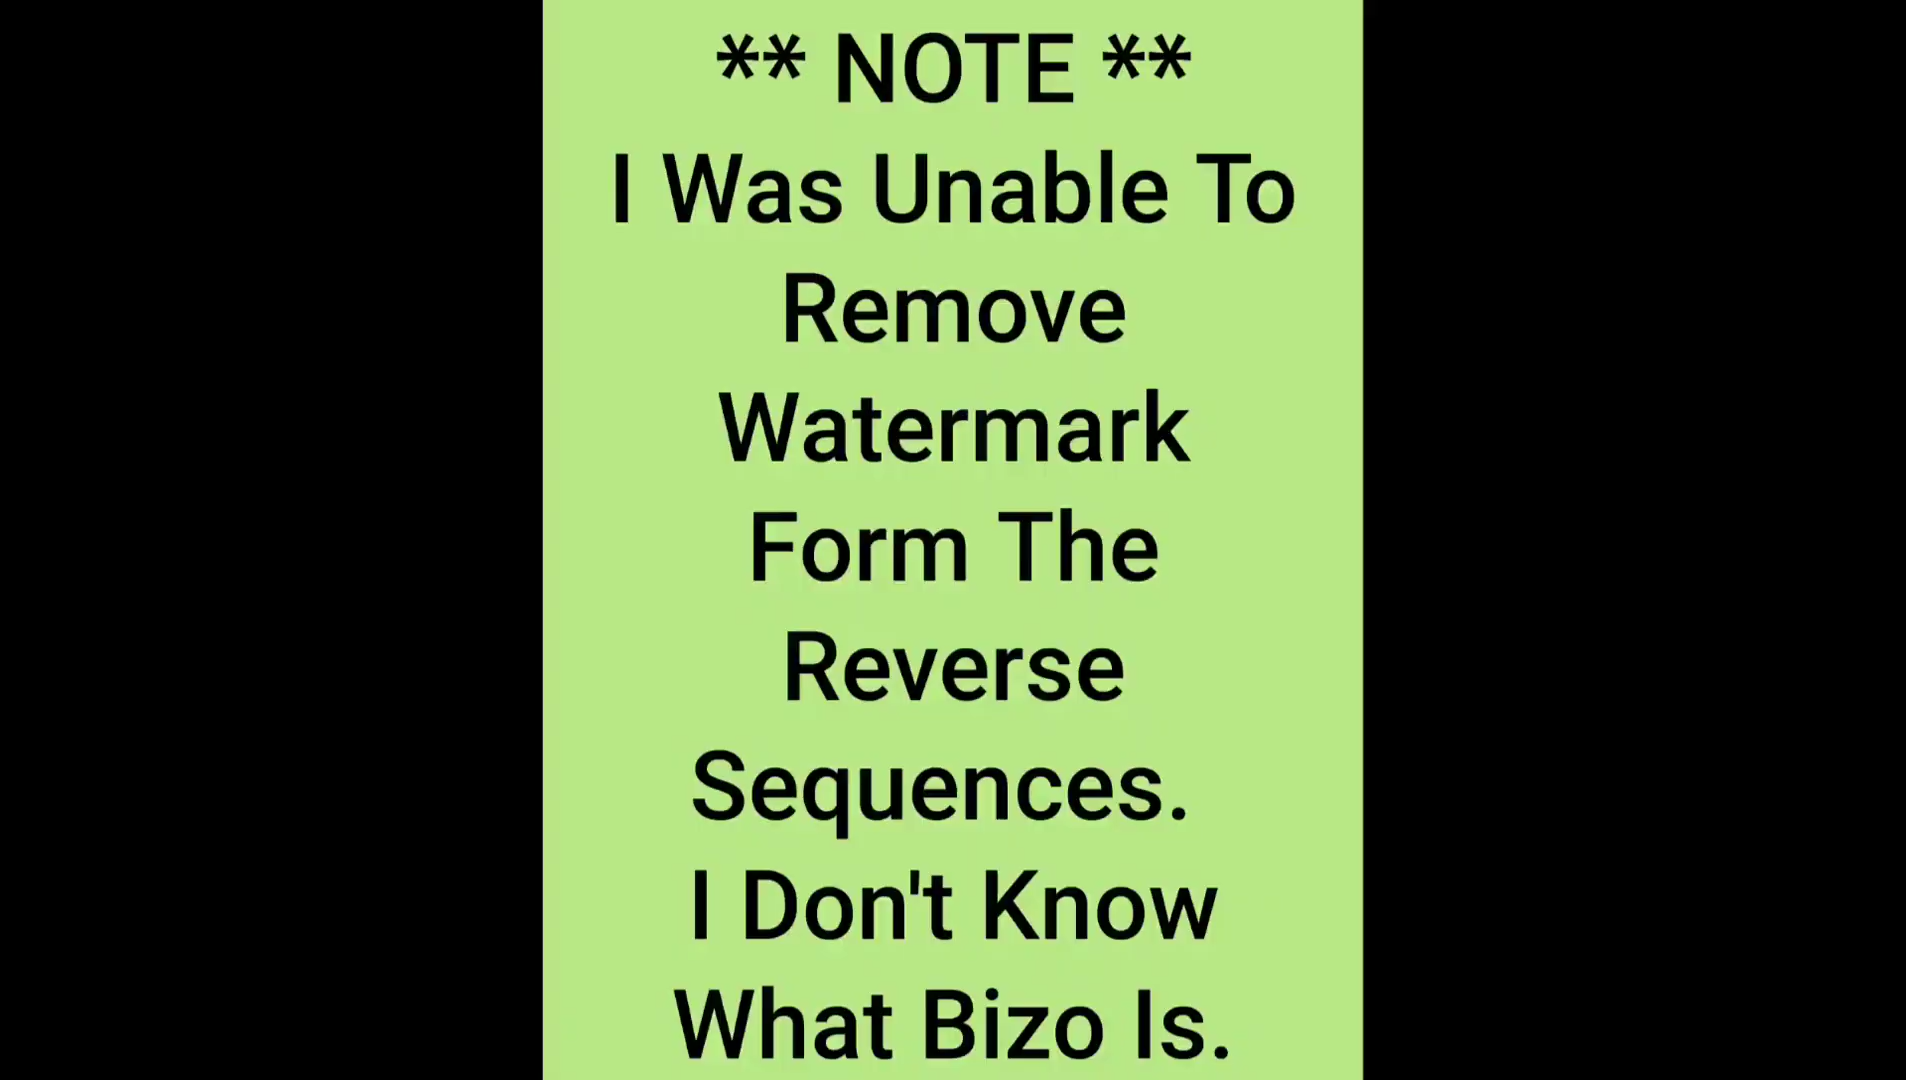 ** NOTE **
I Was Unable To
Remove
Watermark
Form The
Reverse
Sequences.
I Don't Know
What Bizo Is.